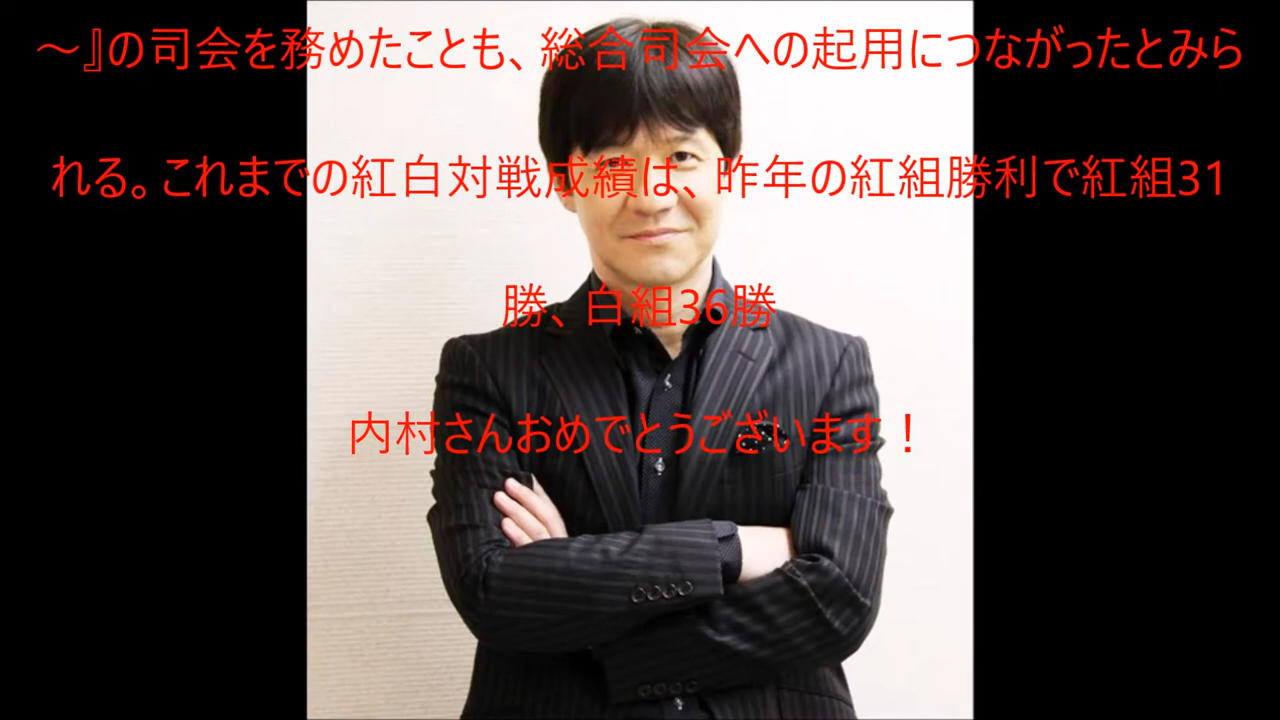 ～』の司会を務めたことも、総合司会への起用につながったとみら
れる。これまでの紅白対戦成績は、昨年の紅組勝利で紅組31
勝、白組36勝
内村さんおめでとうございます！